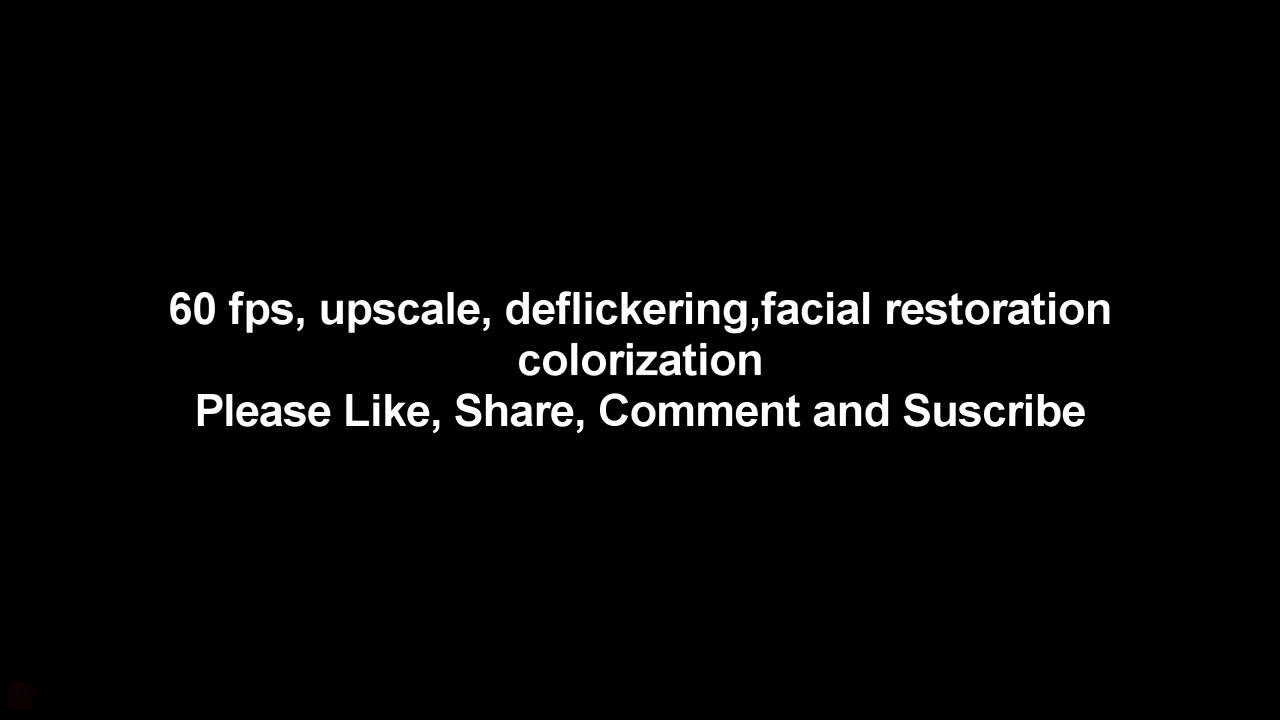 60 fps, upscale, deflickering,facial restoration
colorization
Please Like, Share, Comment and Suscribe